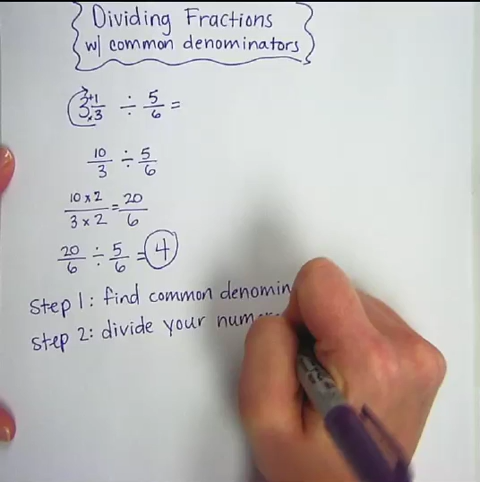 Dividing Fractions
w/ common denominators
3 +1/×3 ÷ 5/6 =
10/3 ÷ 5/6
10 x 2/3 x 2 = 20/6
20/6 ÷ 5/6 = 4
Step 1: find common denomin
Step 2: divide your num